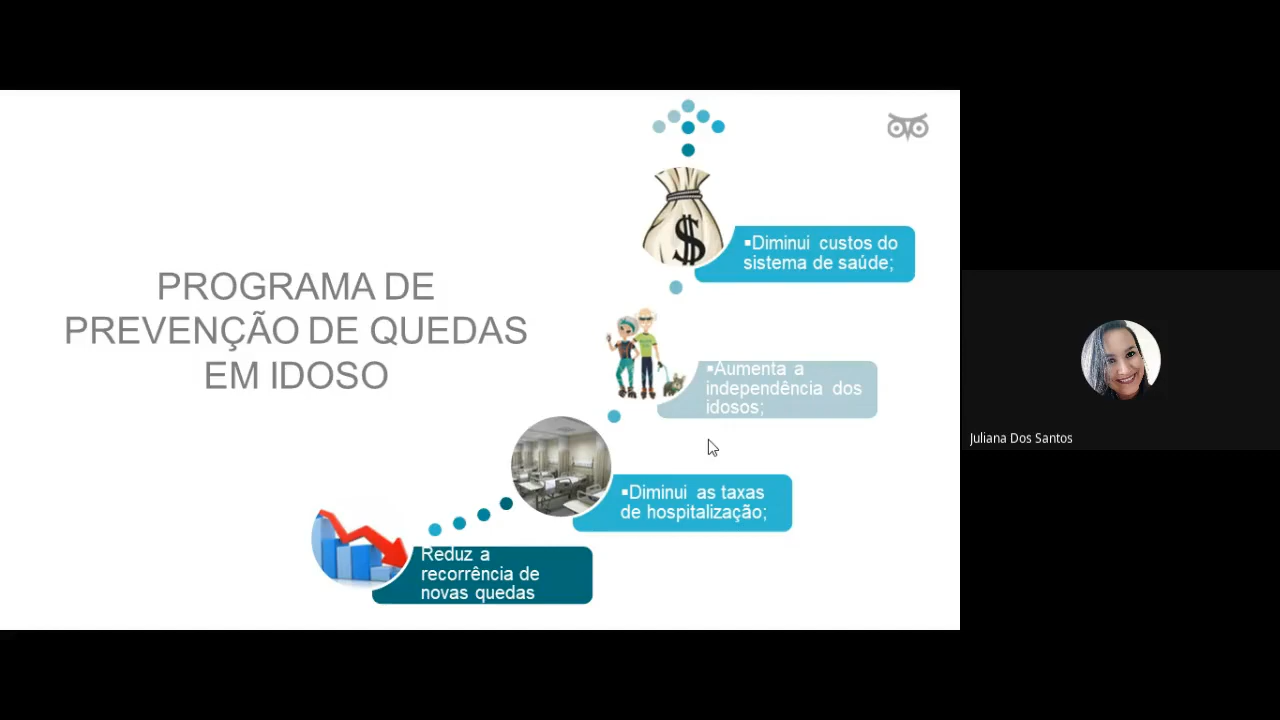 PROGRAMA DE
PREVENÇÃO DE QUEDAS
EM IDOSO
$
▪Diminui custos do
sistema de saúde;
▪Aumenta a
independência dos
idosos;
▪Diminui as taxas
de hospitalização;
Reduz a
recorrência de
novas quedas
Juliana Dos Santos